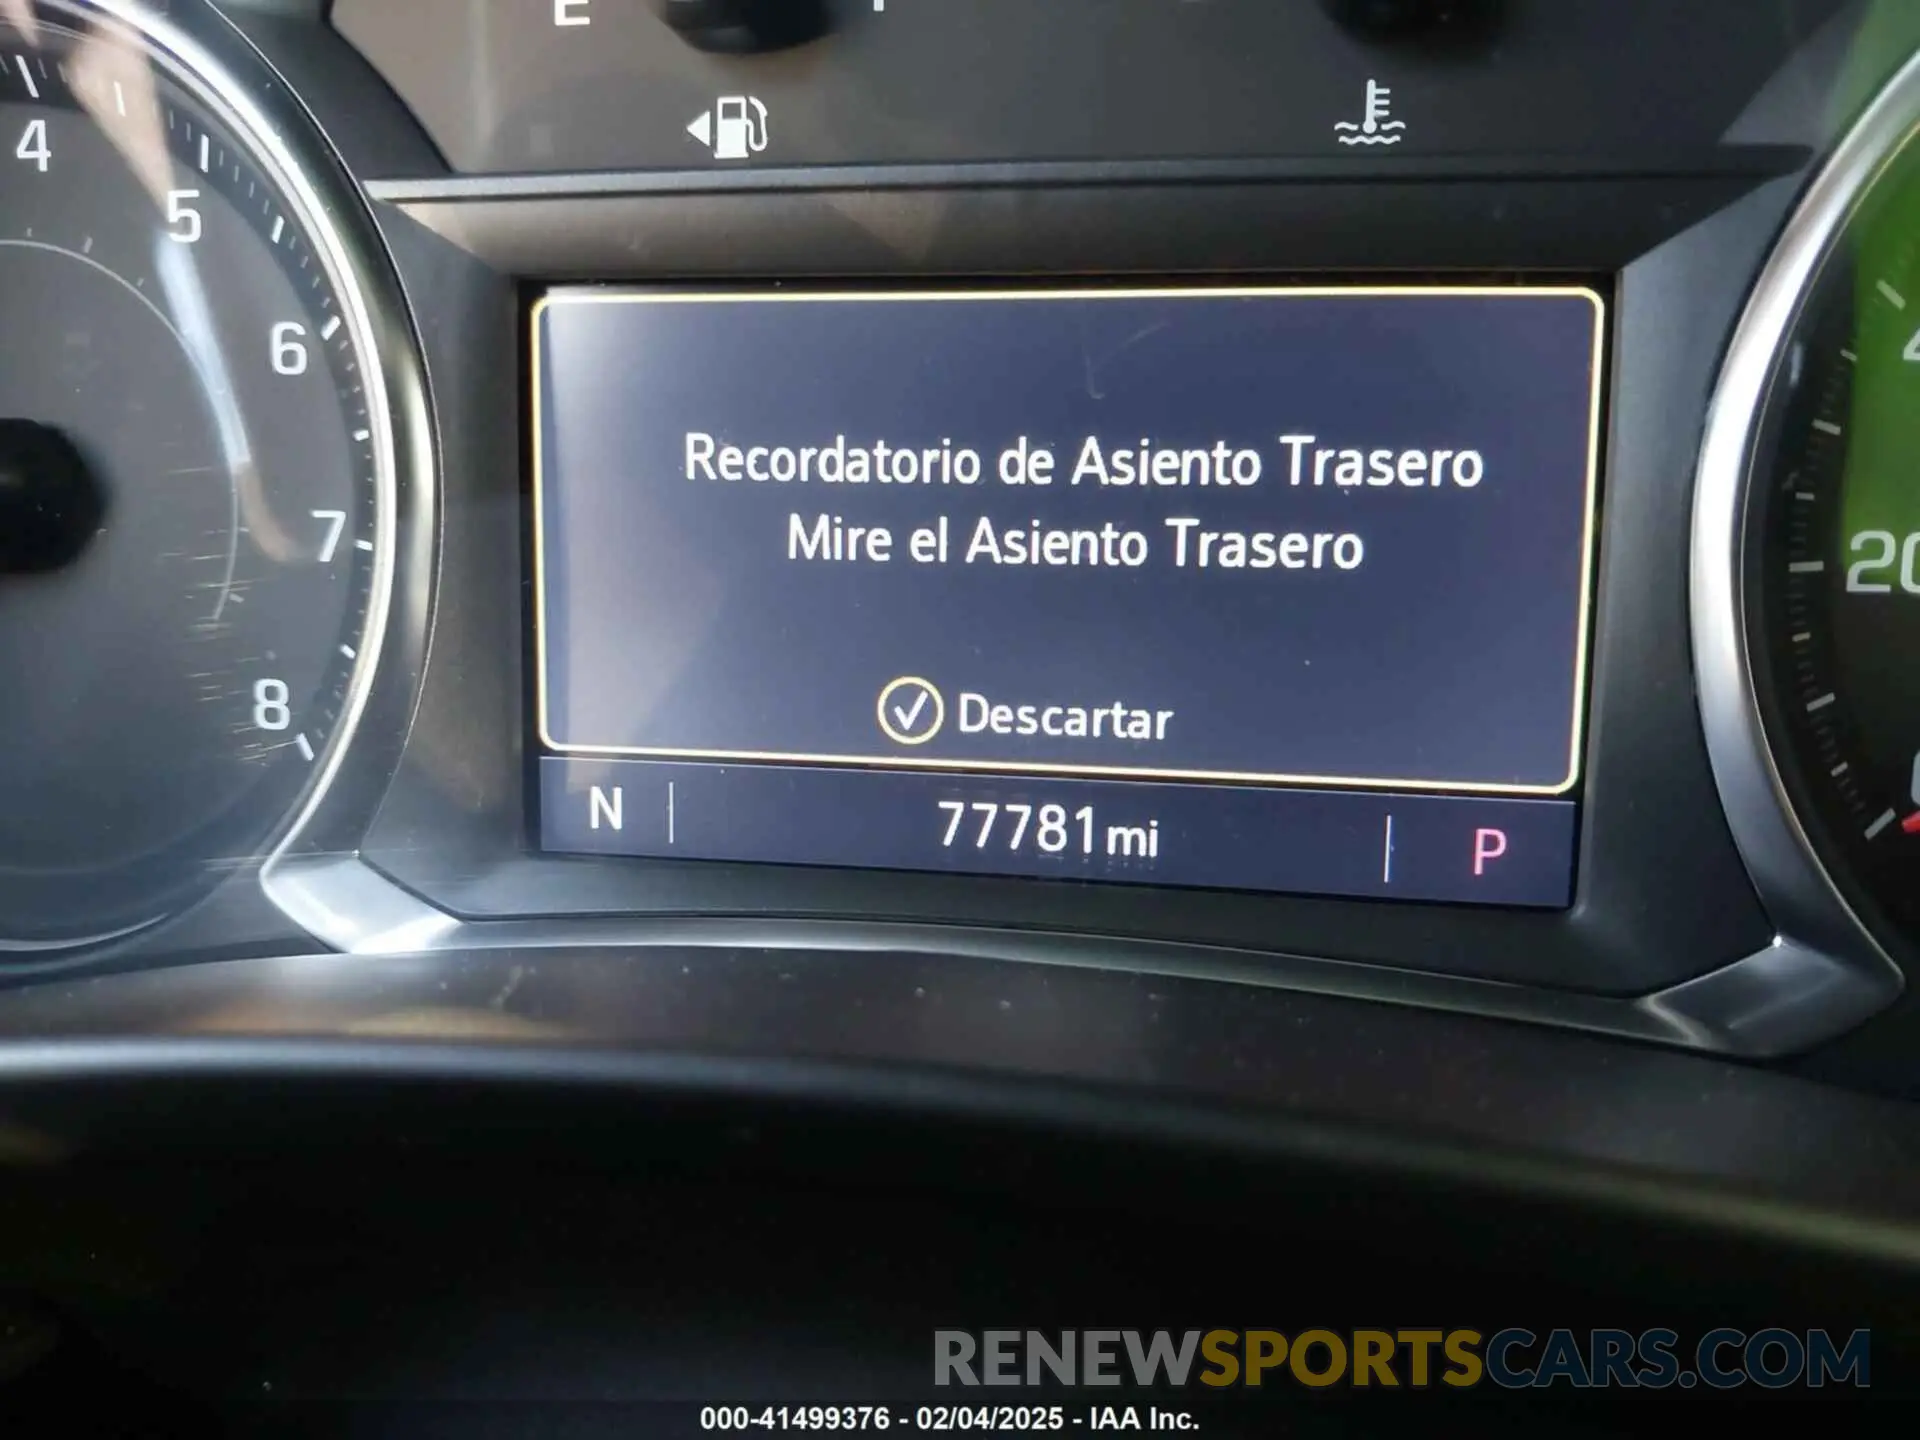 E
4
5
6
7
8
Recordatorio de Asiento Trasero
Mire el Asiento Trasero
Descartar
N
77781 mi
P
20
RENEWSPORTSCARS.COM
000-41499376 - 02/04/2025 - IAA Inc.